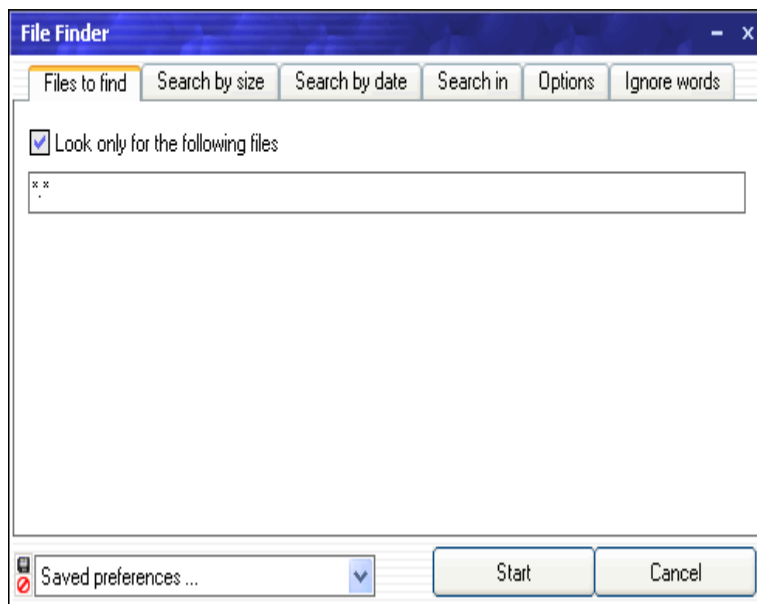 File Finder
Files to find Search by size Search by date Search in Options Ignore words
Look only for the following files
*.*
Saved preferences ...
Start Cancel